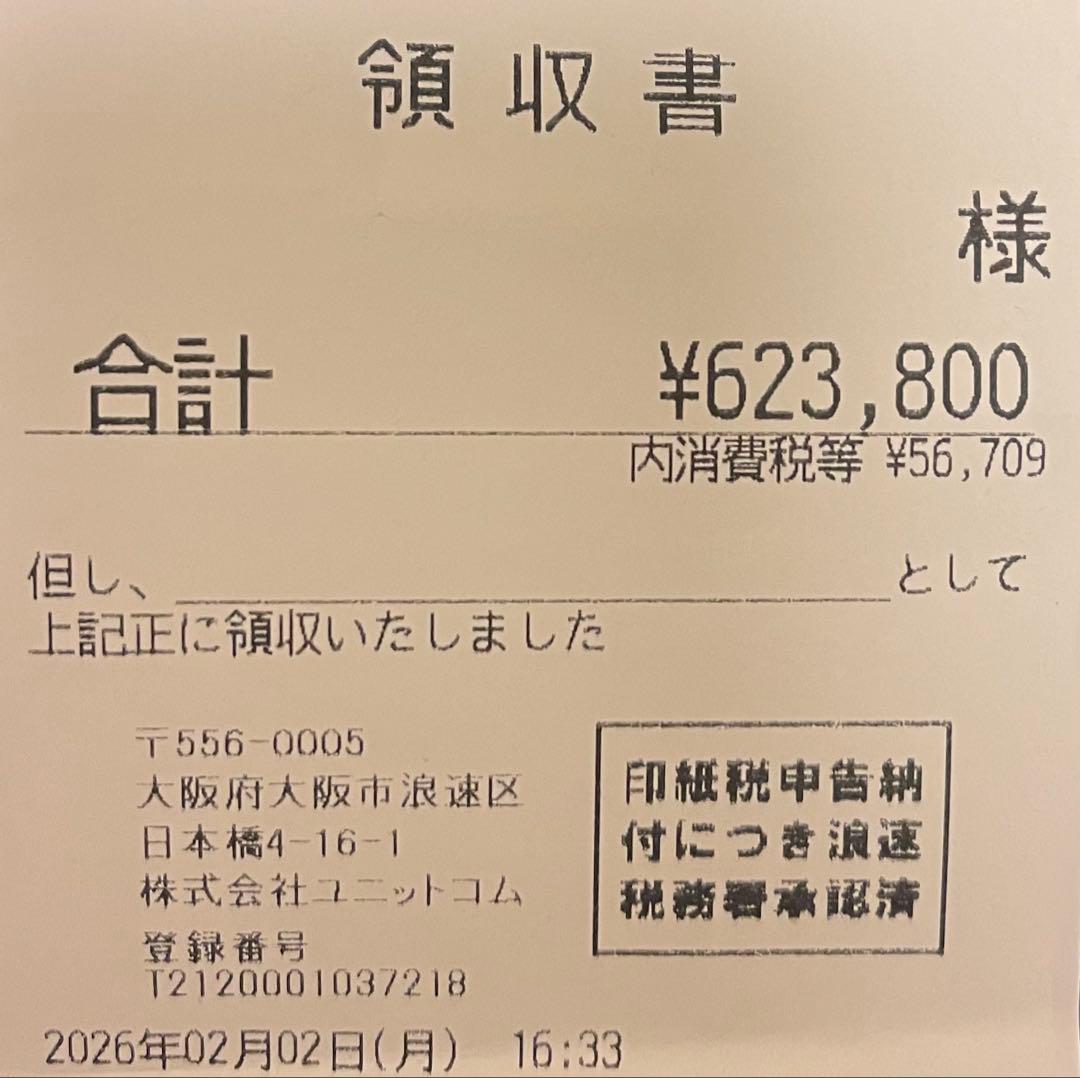 領収書
様
合計 ¥623,800
内消費税等 ¥56,709
但し、 として
上記正に領収いたしました
〒556-0005
大阪府大阪市浪速区
日本橋4-16-1
株式会社ユニットコム
登録番号
T2120001037218
印紙税申告納
付につき浪速
税務署承認済
2026年02月02日(月) 16:33